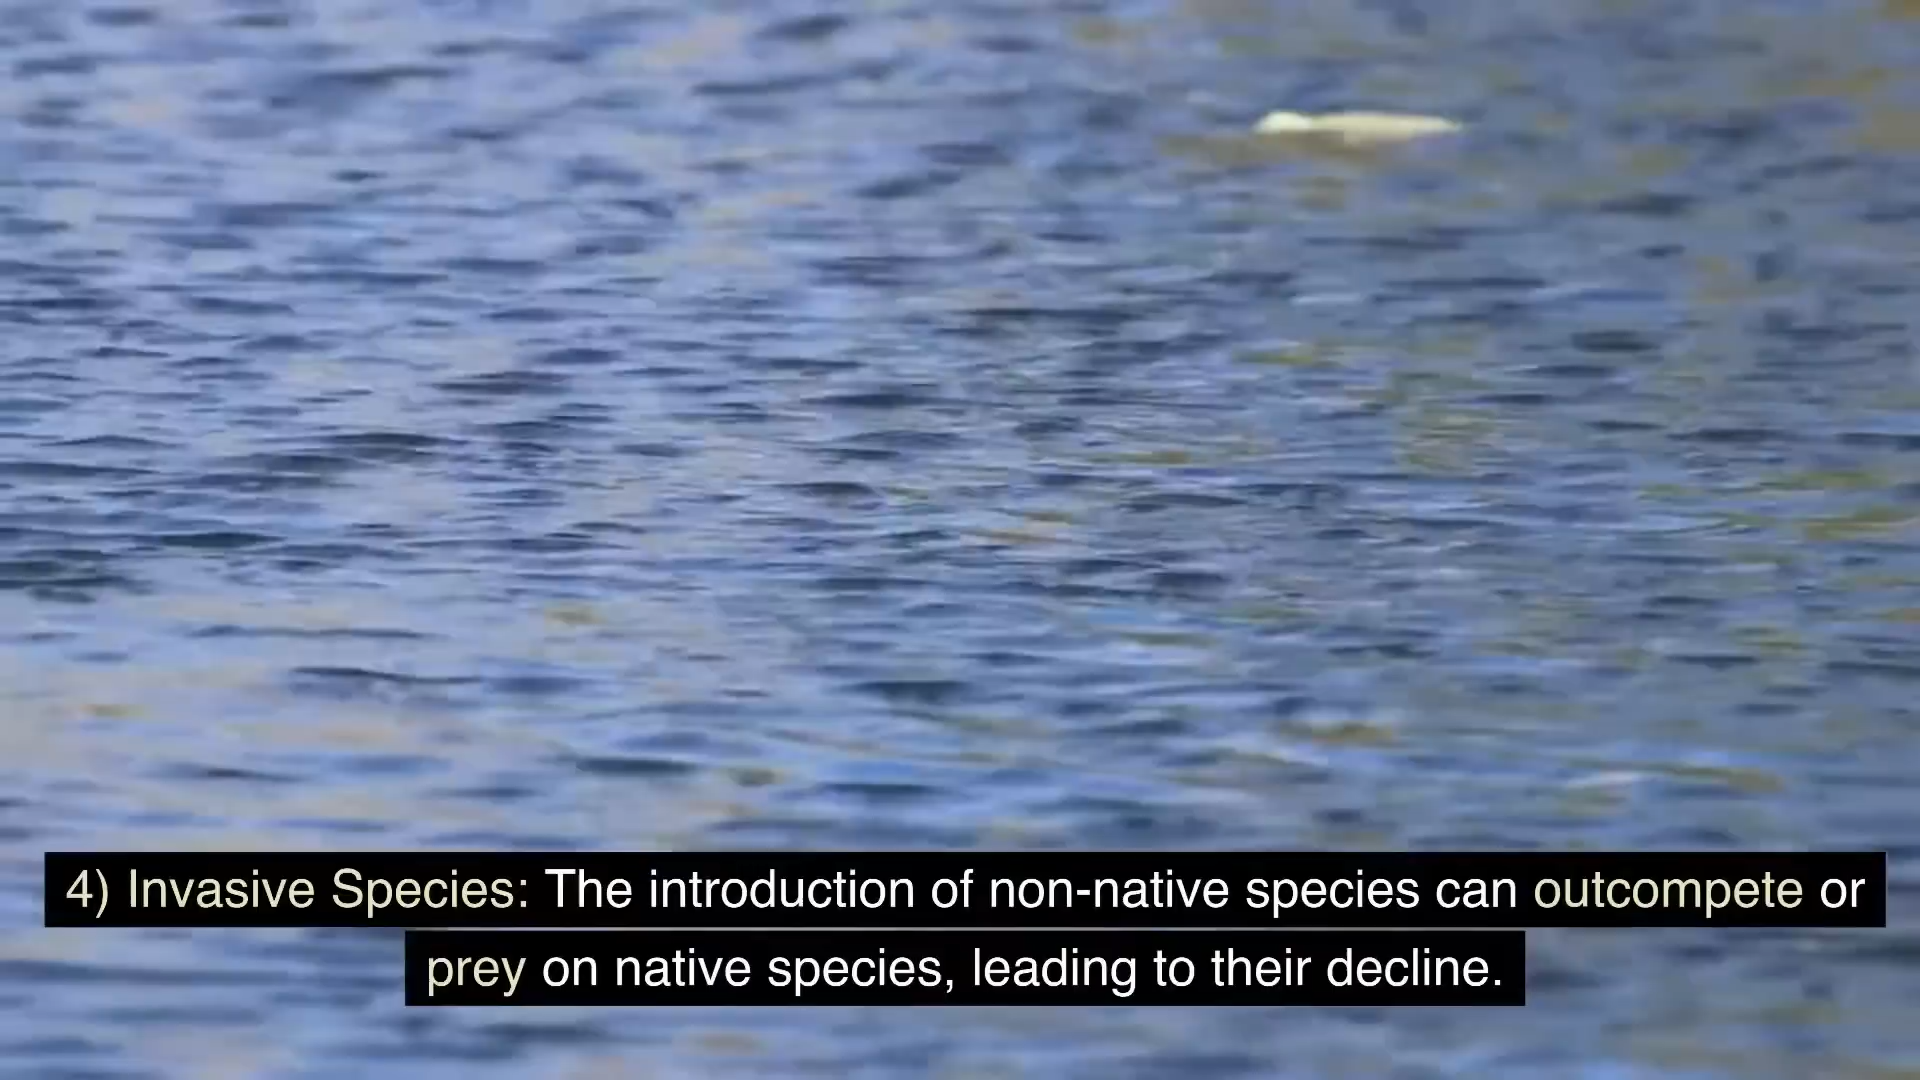 4) Invasive Species: The introduction of non-native species can outcompete or
prey on native species, leading to their decline.